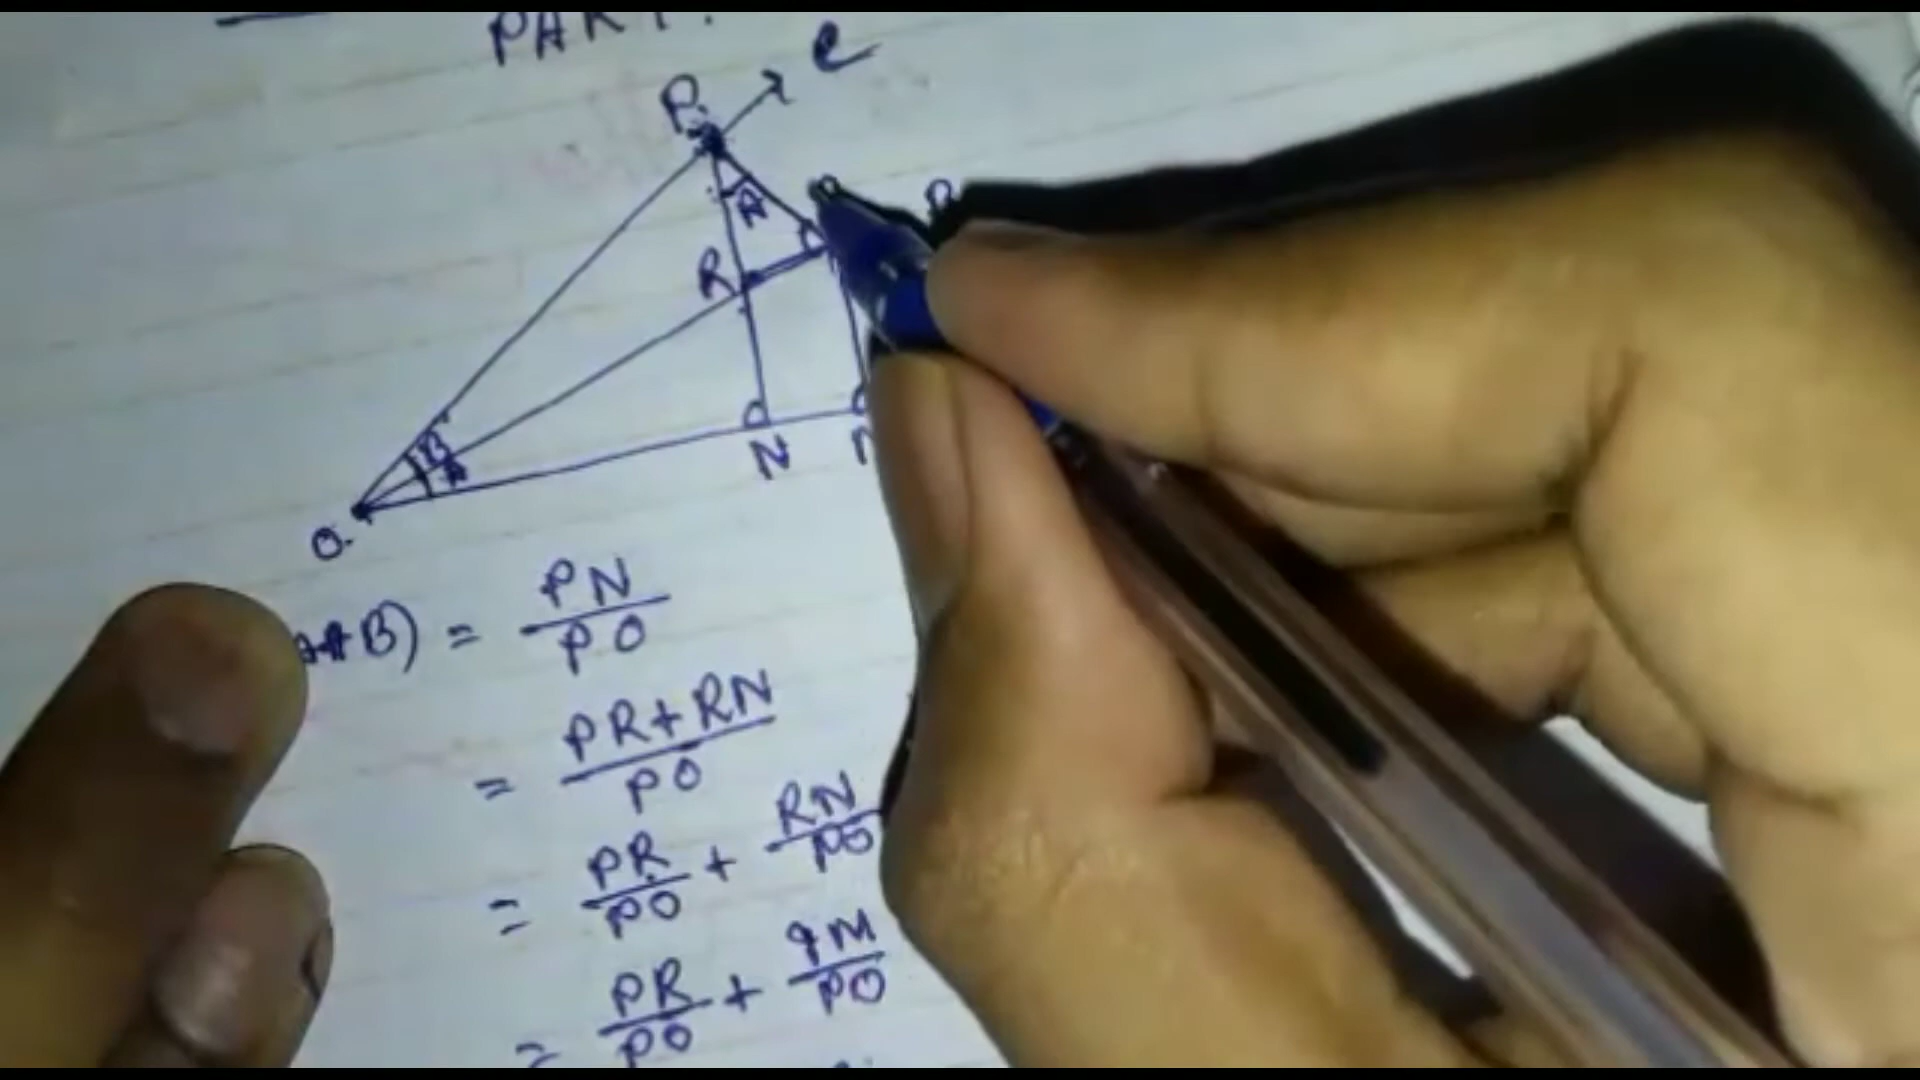 PART.
C
P.
A
R
B
A
N
O.
A+B) = PN/PO
= PR+RN/PO
= PR/PO + RN/PO
= PR/PO + qM/PO